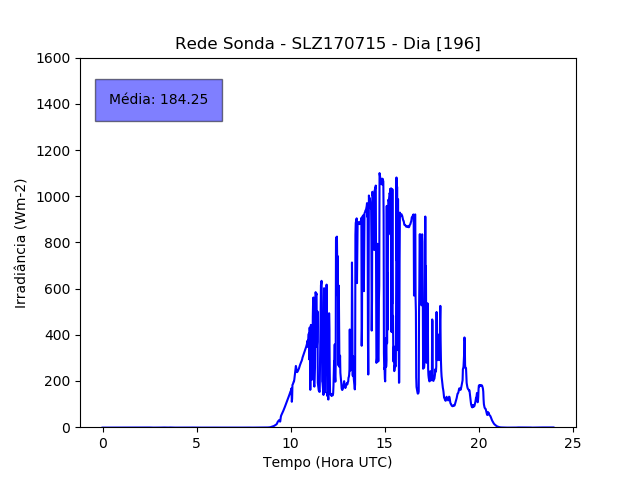 Rede Sonda - SLZ170715 - Dia [196]
1600
1400
1200
1000
800
600
400
200
0
Média: 184.25
Irradiância (Wm-2)
0 5 10 15 20 25
Tempo (Hora UTC)